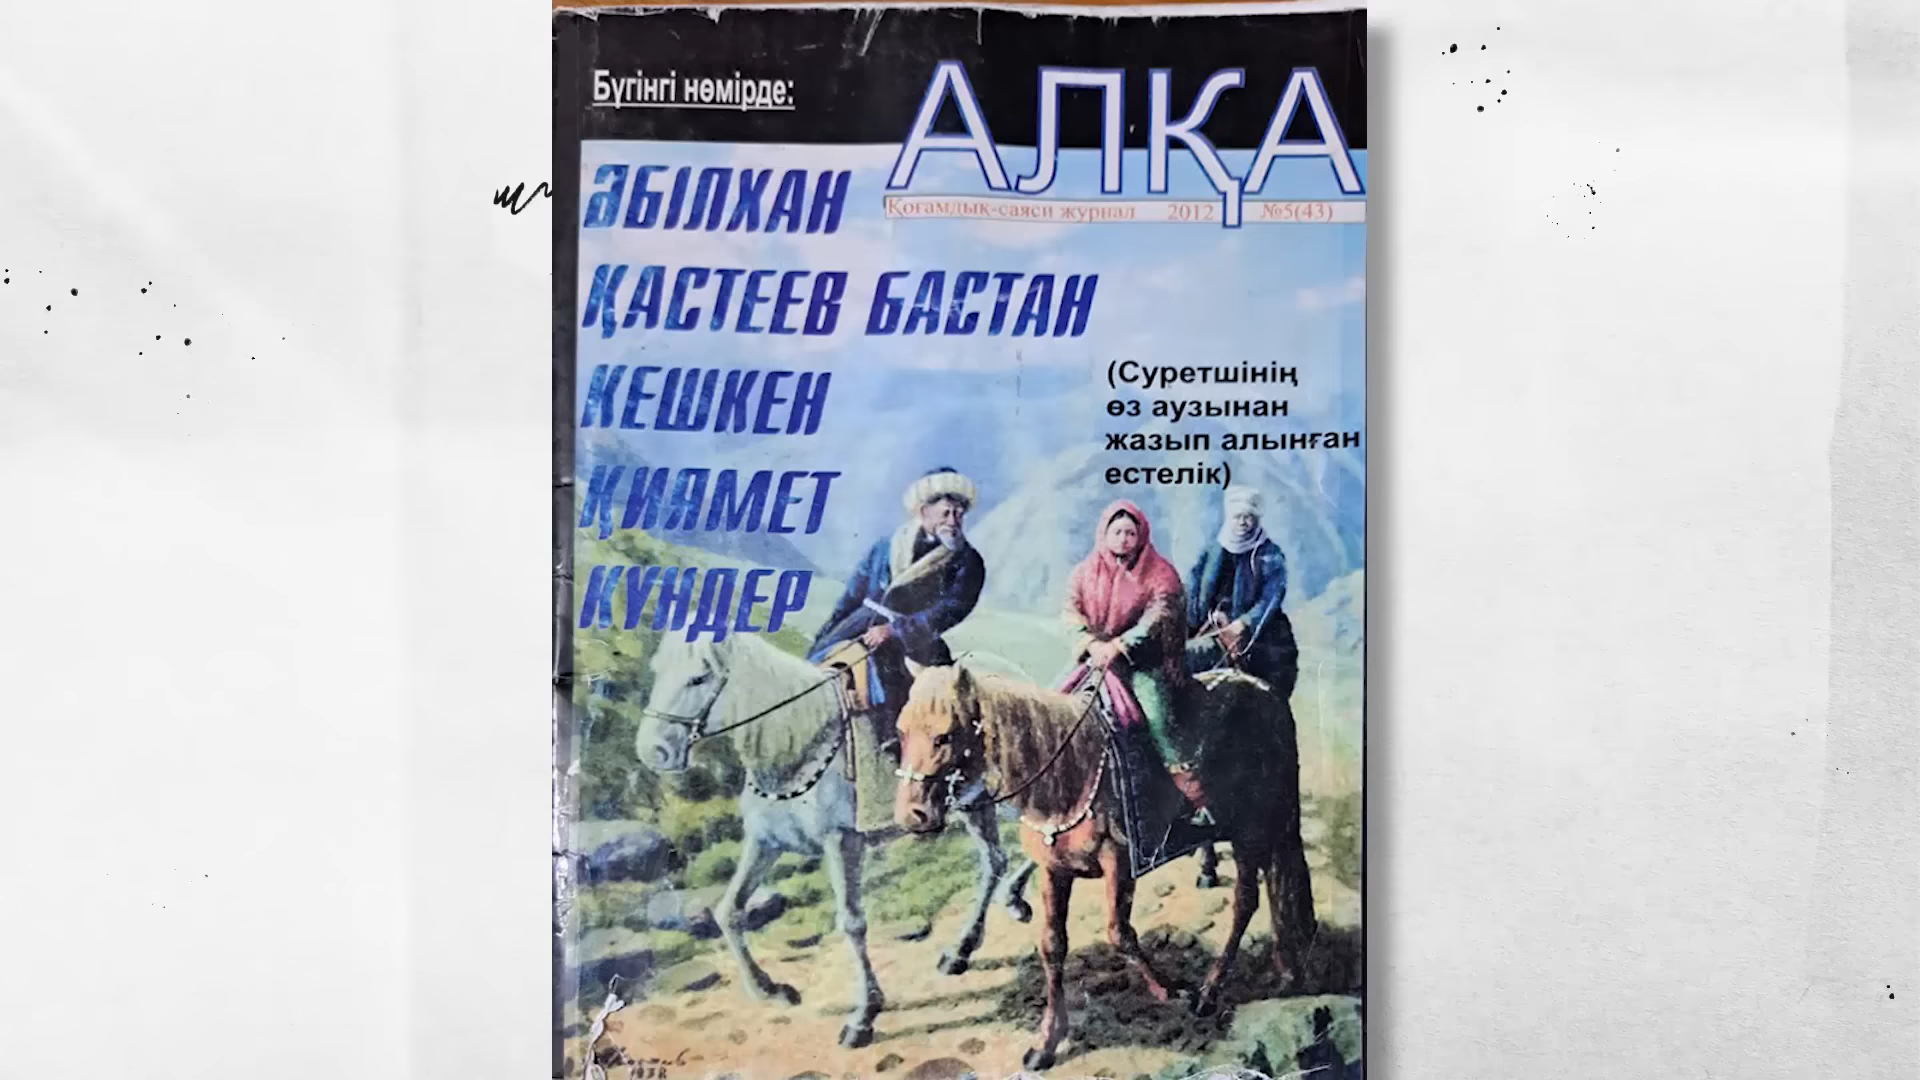 Бүгінгі нөмірде:
АЛҚА
Қоғамдық-саяси журнал 2012 №5(43)
ӘБІЛХАН
ҚАСТЕЕВ БАСТАН
КЕШКЕН
ҚИЯМЕТ
КҮНДЕР
(Суретшінің
өз аузынан
жазып алынған
естелік)